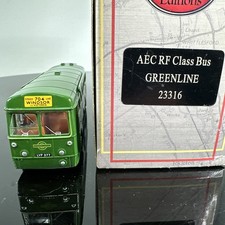 Editions
AEC RF Class Bus
GREENLINE
23316
704
WINDSOR